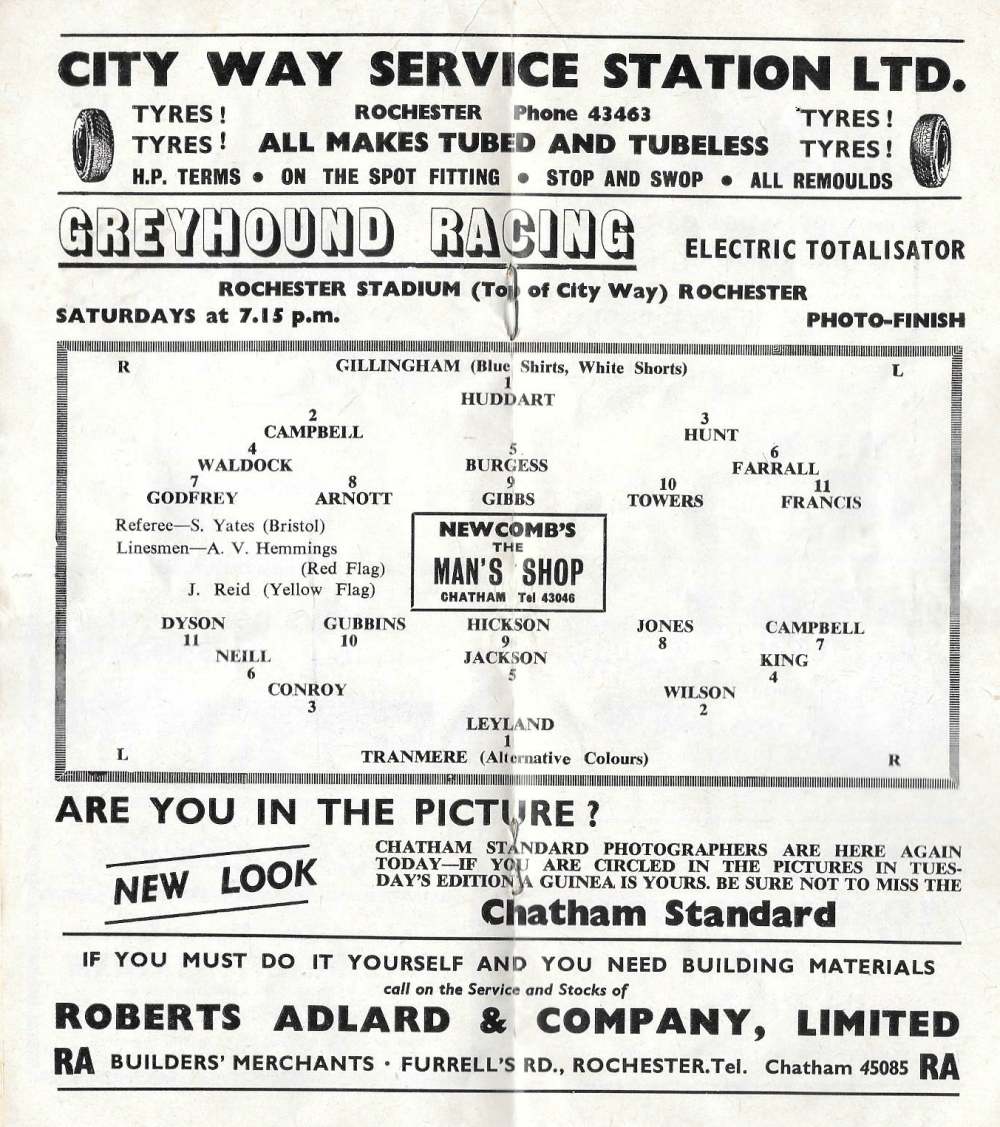 CITY WAY SERVICE STATION LTD.
TYRES! ROCHESTER Phone 43463 TYRES!
TYRES! ALL MAKES TUBED AND TUBELESS TYRES!
H.P. TERMS • ON THE SPOT FITTING • STOP AND SWOP • ALL REMOULDS
GREYHOUND RACING ELECTRIC TOTALISATOR
ROCHESTER STADIUM (Top of City Way) ROCHESTER
SATURDAYS at 7.15 p.m. PHOTO-FINISH
R GILLINGHAM (Blue Shirts, White Shorts) L
1
HUDDART
2 3
CAMPBELL HUNT
4 5 6
WALDOCK BURGESS FARRALL
7 8 9 10 11
GODFREY ARNOTT GIBBS TOWERS FRANCIS
Referee—S. Yates (Bristol)
Linesmen—A. V. Hemmings
(Red Flag)
J. Reid (Yellow Flag)
NEWCOMB'S
THE
MAN'S SHOP
CHATHAM Tel 43046
DYSON GUBBINS HICKSON JONES CAMPBELL
11 10 9 8 7
NEILL JACKSON KING
6 5 4
CONROY WILSON
3 2
LEYLAND
1
L TRANMERE (Alternative Colours) R
ARE YOU IN THE PICTURE?
NEW LOOK
CHATHAM STANDARD PHOTOGRAPHERS ARE HERE AGAIN
TODAY—IF YOU ARE CIRCLED IN THE PICTURES IN TUES-
DAY'S EDITION A GUINEA IS YOURS. BE SURE NOT TO MISS THE
Chatham Standard
IF YOU MUST DO IT YOURSELF AND YOU NEED BUILDING MATERIALS
call on the Service and Stocks of
ROBERTS ADLARD & COMPANY, LIMITED
RA BUILDERS' MERCHANTS · FURRELL'S RD., ROCHESTER.Tel. Chatham 45085 RA